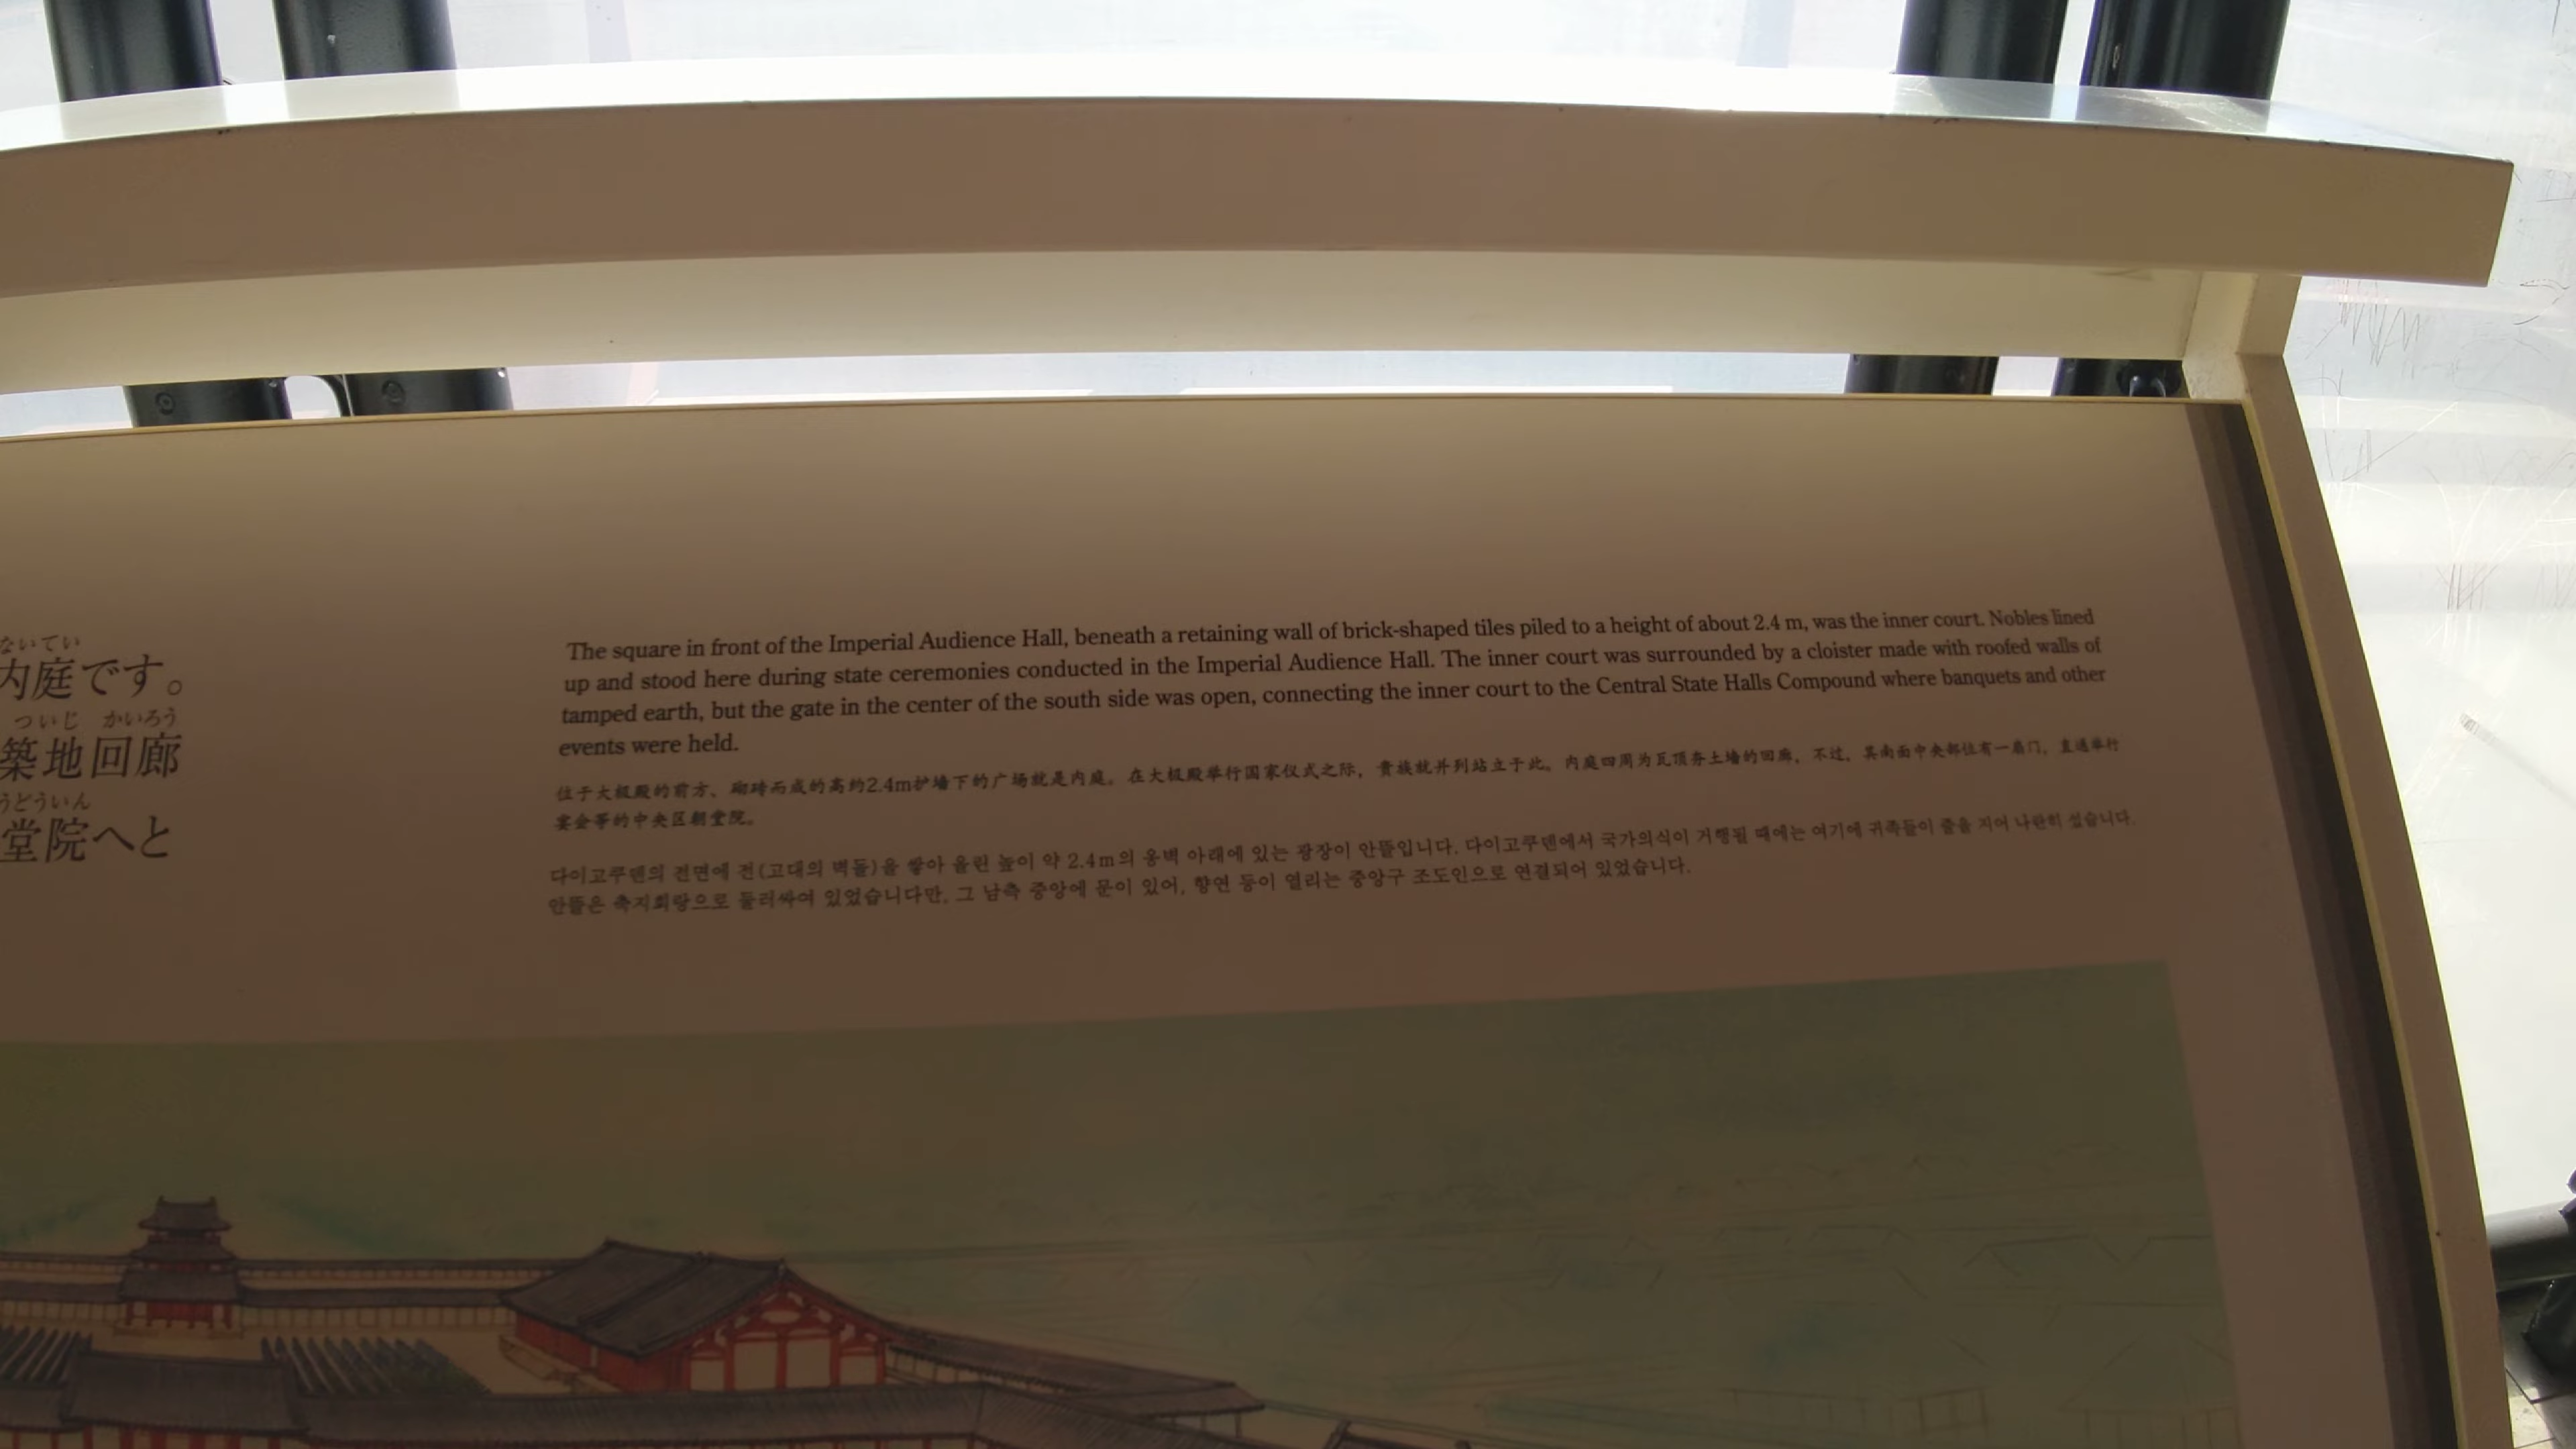 ないてい
内庭です。
ついじ かいろう
築地回廊
うどういん
堂院へと
The square in front of the Imperial Audience Hall, beneath a retaining wall of brick-shaped tiles piled to a height of about 2.4 m, was the inner court. Nobles lined
up and stood here during state ceremonies conducted in the Imperial Audience Hall. The inner court was surrounded by a cloister made with roofed walls of
tamped earth, but the gate in the center of the south side was open, connecting the inner court to the Central State Halls Compound where banquets and other
events were held.
位于大极殿的前方、砌砖而成的高约2.4m护墙下的广场就是内庭。在大极殿举行国家仪式之际，贵族就并列站立于此。内庭四周为瓦顶夯土墙的回廊，不过，其南面中央部位有一扇门，直通举行
宴会等的中央区朝堂院。
다이고쿠덴의 전면에 전(고대의 벽돌)을 쌓아 올린 높이 약 2.4m의 옹벽 아래에 있는 광장이 안뜰입니다. 다이고쿠덴에서 국가의식이 거행될 때에는 여기에 귀족들이 줄을 지어 나란히 섰습니다.
안뜰은 축지회랑으로 둘러싸여 있었습니다만, 그 남측 중앙에 문이 있어, 향연 등이 열리는 중앙구 조도인으로 연결되어 있었습니다.